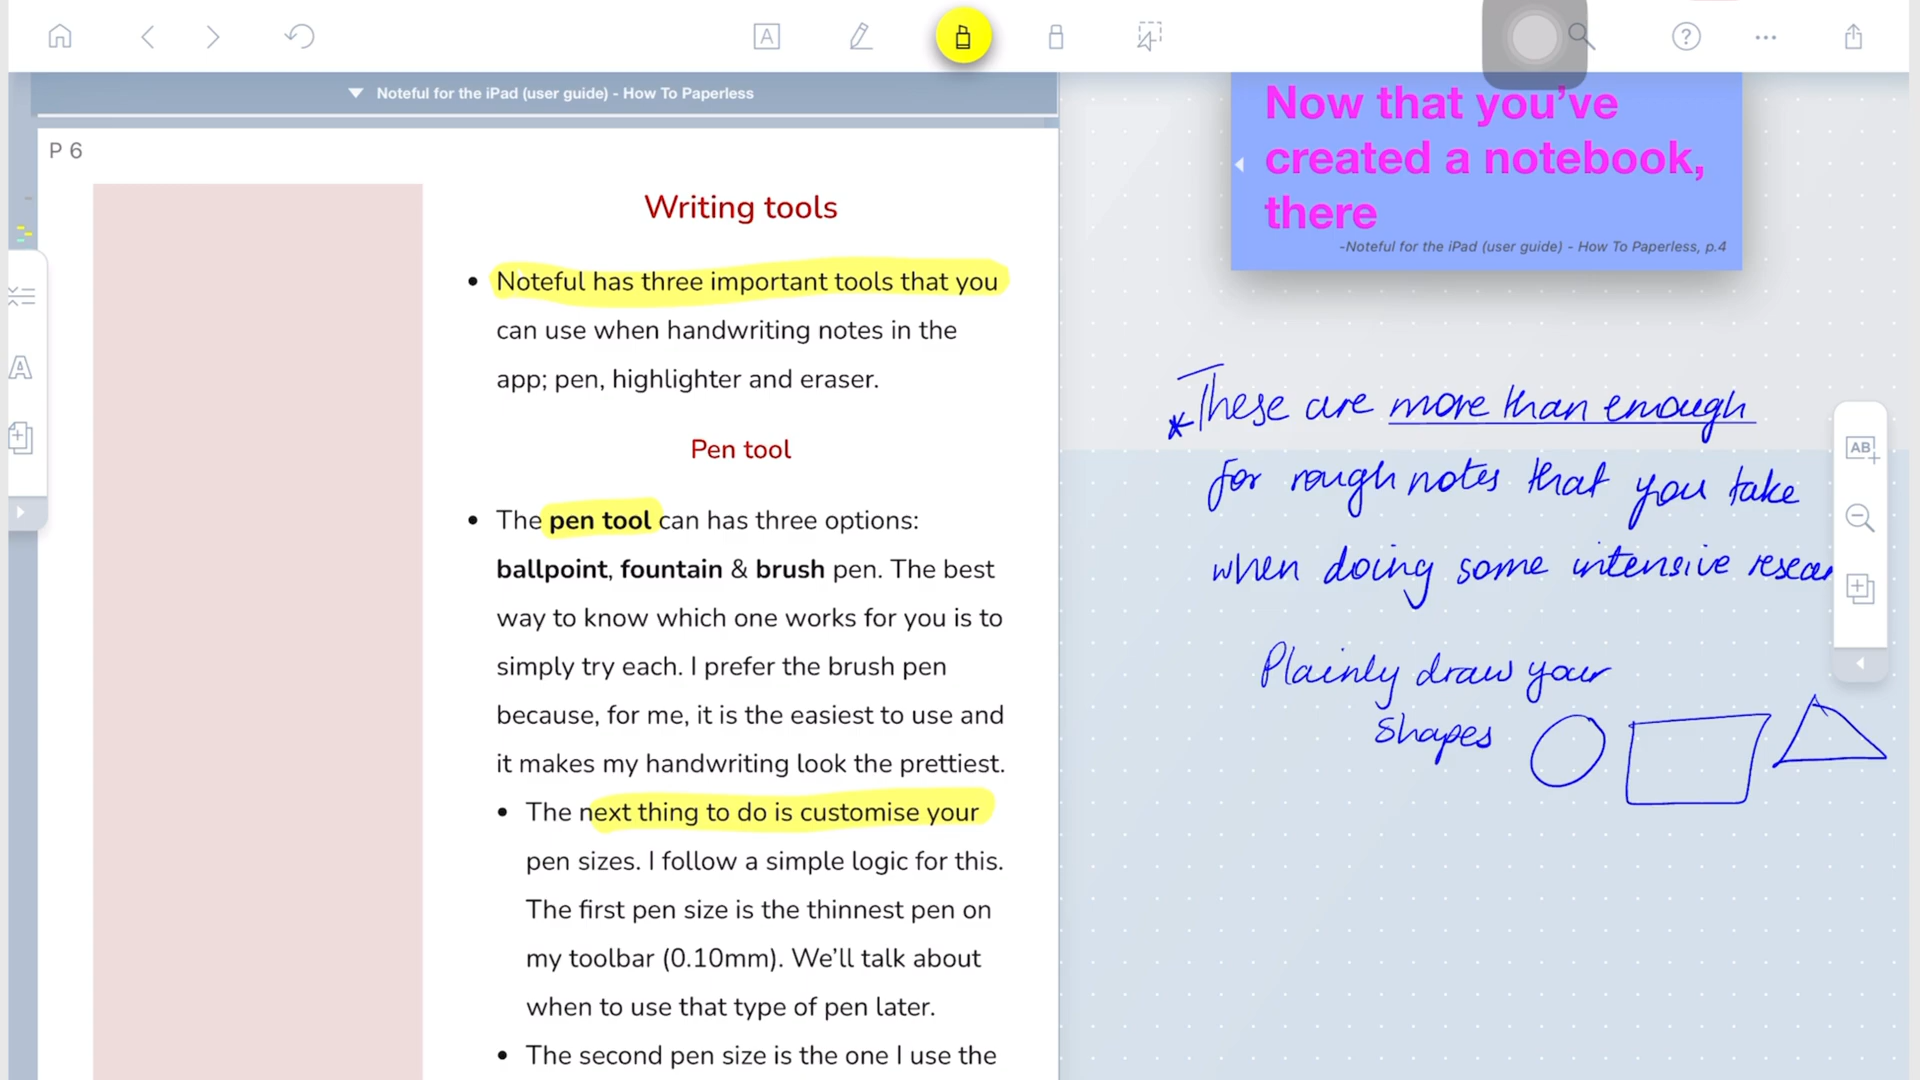 A
?
Noteful for the iPad (user guide) - How To Paperless
P 6
Writing tools
• Noteful has three important tools that you
can use when handwriting notes in the
app; pen, highlighter and eraser.
Pen tool
• The pen tool can has three options:
ballpoint, fountain & brush pen. The best
way to know which one works for you is to
simply try each. I prefer the brush pen
because, for me, it is the easiest to use and
it makes my handwriting look the prettiest.
• The next thing to do is customise your
pen sizes. I follow a simple logic for this.
The first pen size is the thinnest pen on
my toolbar (0.10mm). We'll talk about
when to use that type of pen later.
• The second pen size is the one I use the
A
Now that you've
created a notebook,
there
-Noteful for the iPad (user guide) - How To Paperless, p.4
*These are more than enough
for rough notes that you take
when doing some intensive resear
Plainly draw your
shapes
AB